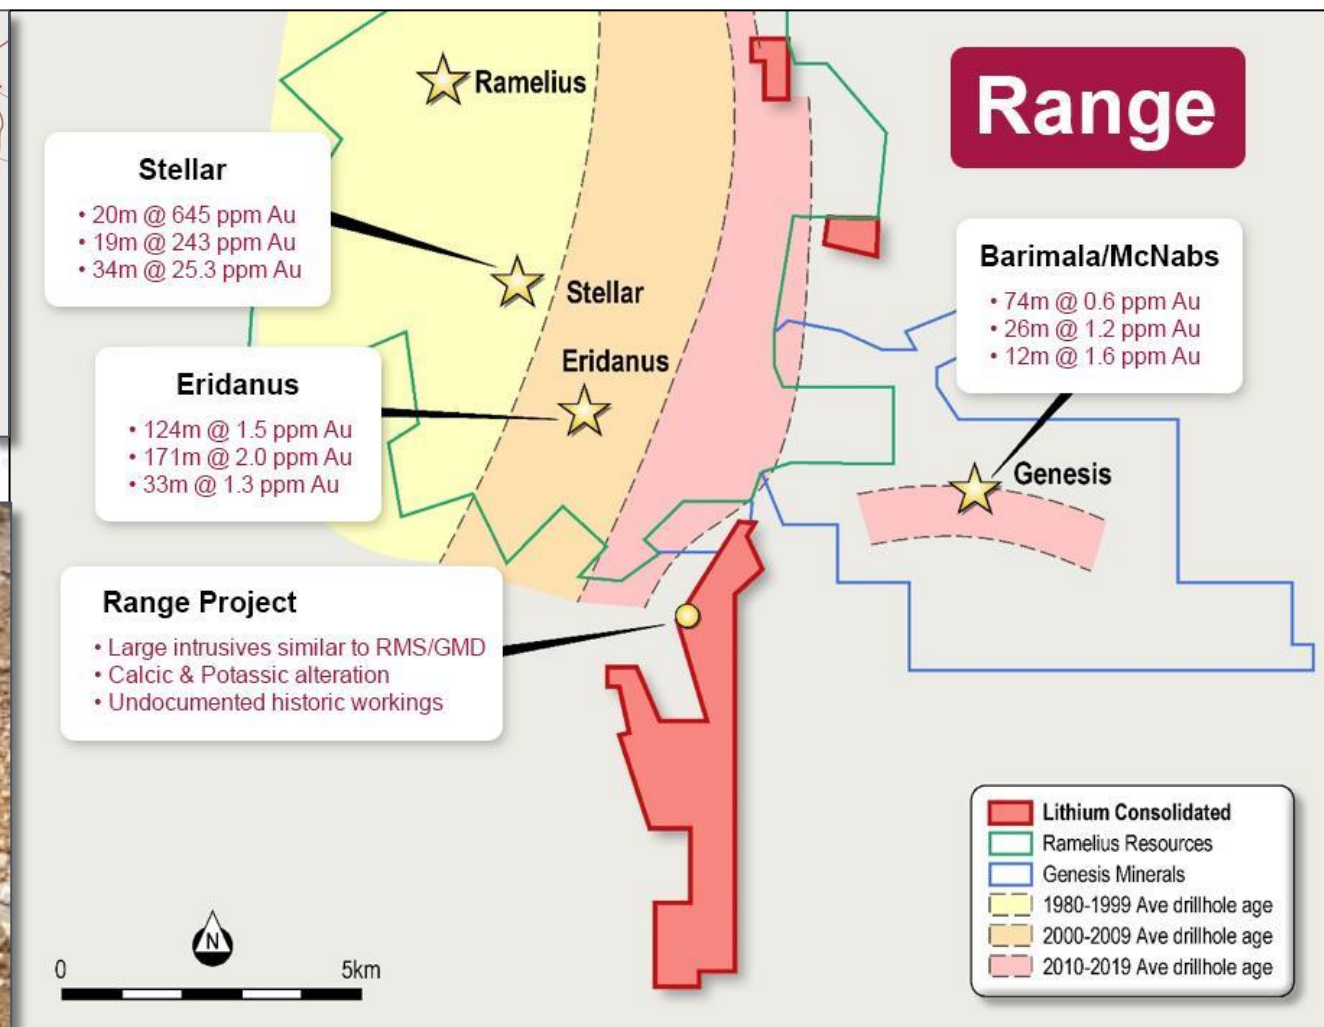 Range
Ramelius
Stellar
• 20m @ 645 ppm Au
• 19m @ 243 ppm Au
• 34m @ 25.3 ppm Au
Stellar
Barimala/McNabs
• 74m @ 0.6 ppm Au
• 26m @ 1.2 ppm Au
• 12m @ 1.6 ppm Au
Eridanus
Eridanus
• 124m @ 1.5 ppm Au
• 171m @ 2.0 ppm Au
• 33m @ 1.3 ppm Au
Genesis
Range Project
• Large intrusives similar to RMS/GMD
• Calcic & Potassic alteration
• Undocumented historic workings
Lithium Consolidated
Ramelius Resources
Genesis Minerals
1980-1999 Ave drillhole age
2000-2009 Ave drillhole age
2010-2019 Ave drillhole age
N
0 5km